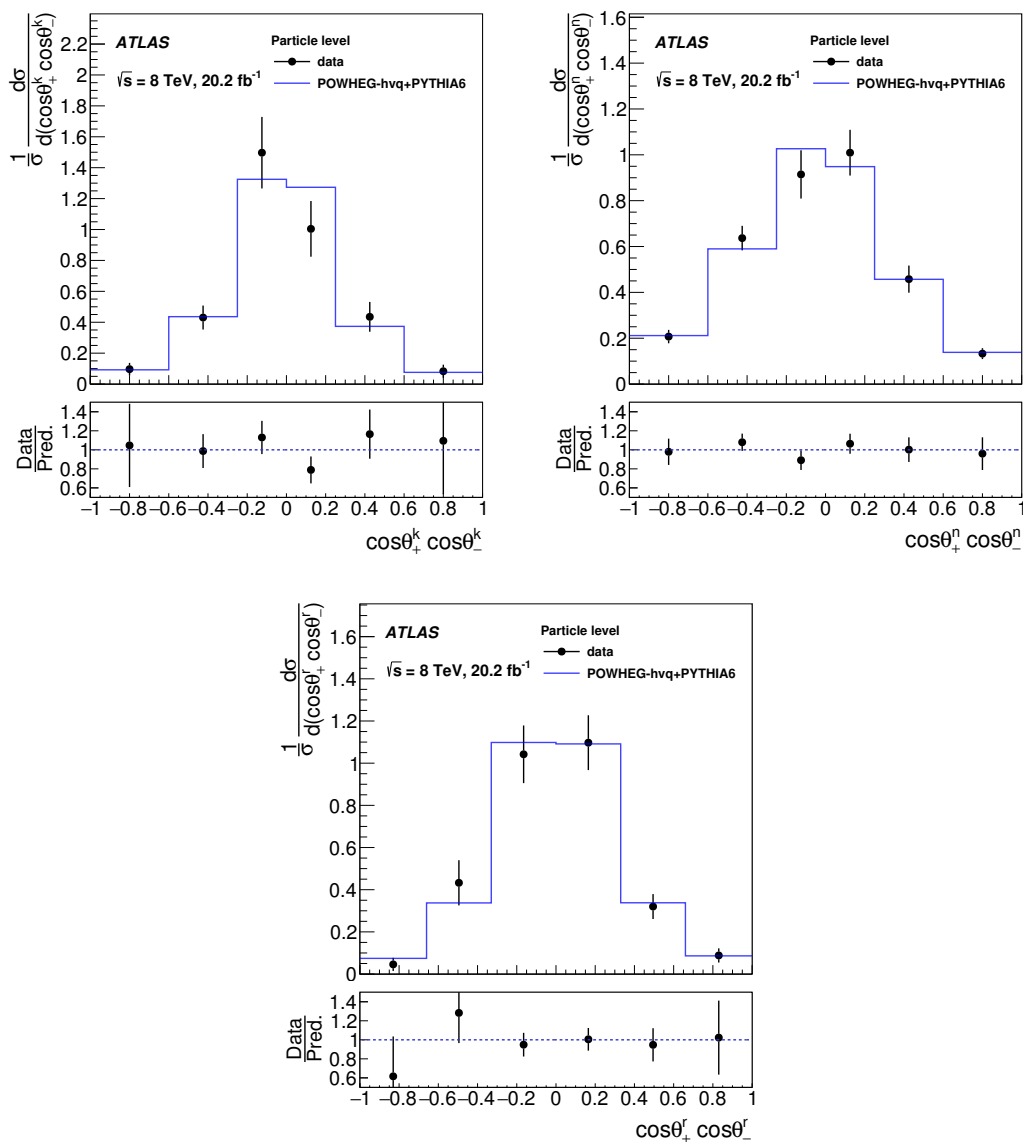 1/σ dσ/d(cosθ₊ᵏ cosθ₋ᵏ)
ATLAS
Particle level
data
√s = 8 TeV, 20.2 fb⁻¹
POWHEG-hvq+PYTHIA6
2.2
2
1.8
1.6
1.4
1.2
1
0.8
0.6
0.4
0.2
0
Data/Pred.
1.4
1.2
1
0.8
0.6
−1 −0.8 −0.6 −0.4 −0.2 0 0.2 0.4 0.6 0.8 1
cosθ₊ᵏ cosθ₋ᵏ
1/σ dσ/d(cosθ₊ⁿ cosθ₋ⁿ)
ATLAS
Particle level
data
√s = 8 TeV, 20.2 fb⁻¹
POWHEG-hvq+PYTHIA6
1.6
1.4
1.2
1
0.8
0.6
0.4
0.2
0
Data/Pred.
1.4
1.2
1
0.8
0.6
−1 −0.8 −0.6 −0.4 −0.2 0 0.2 0.4 0.6 0.8 1
cosθ₊ⁿ cosθ₋ⁿ
1/σ dσ/d(cosθ₊ʳ cosθ₋ʳ)
ATLAS
Particle level
data
√s = 8 TeV, 20.2 fb⁻¹
POWHEG-hvq+PYTHIA6
1.6
1.4
1.2
1
0.8
0.6
0.4
0.2
0
Data/Pred.
1.4
1.2
1
0.8
0.6
−1 −0.8 −0.6 −0.4 −0.2 0 0.2 0.4 0.6 0.8 1
cosθ₊ʳ cosθ₋ʳ